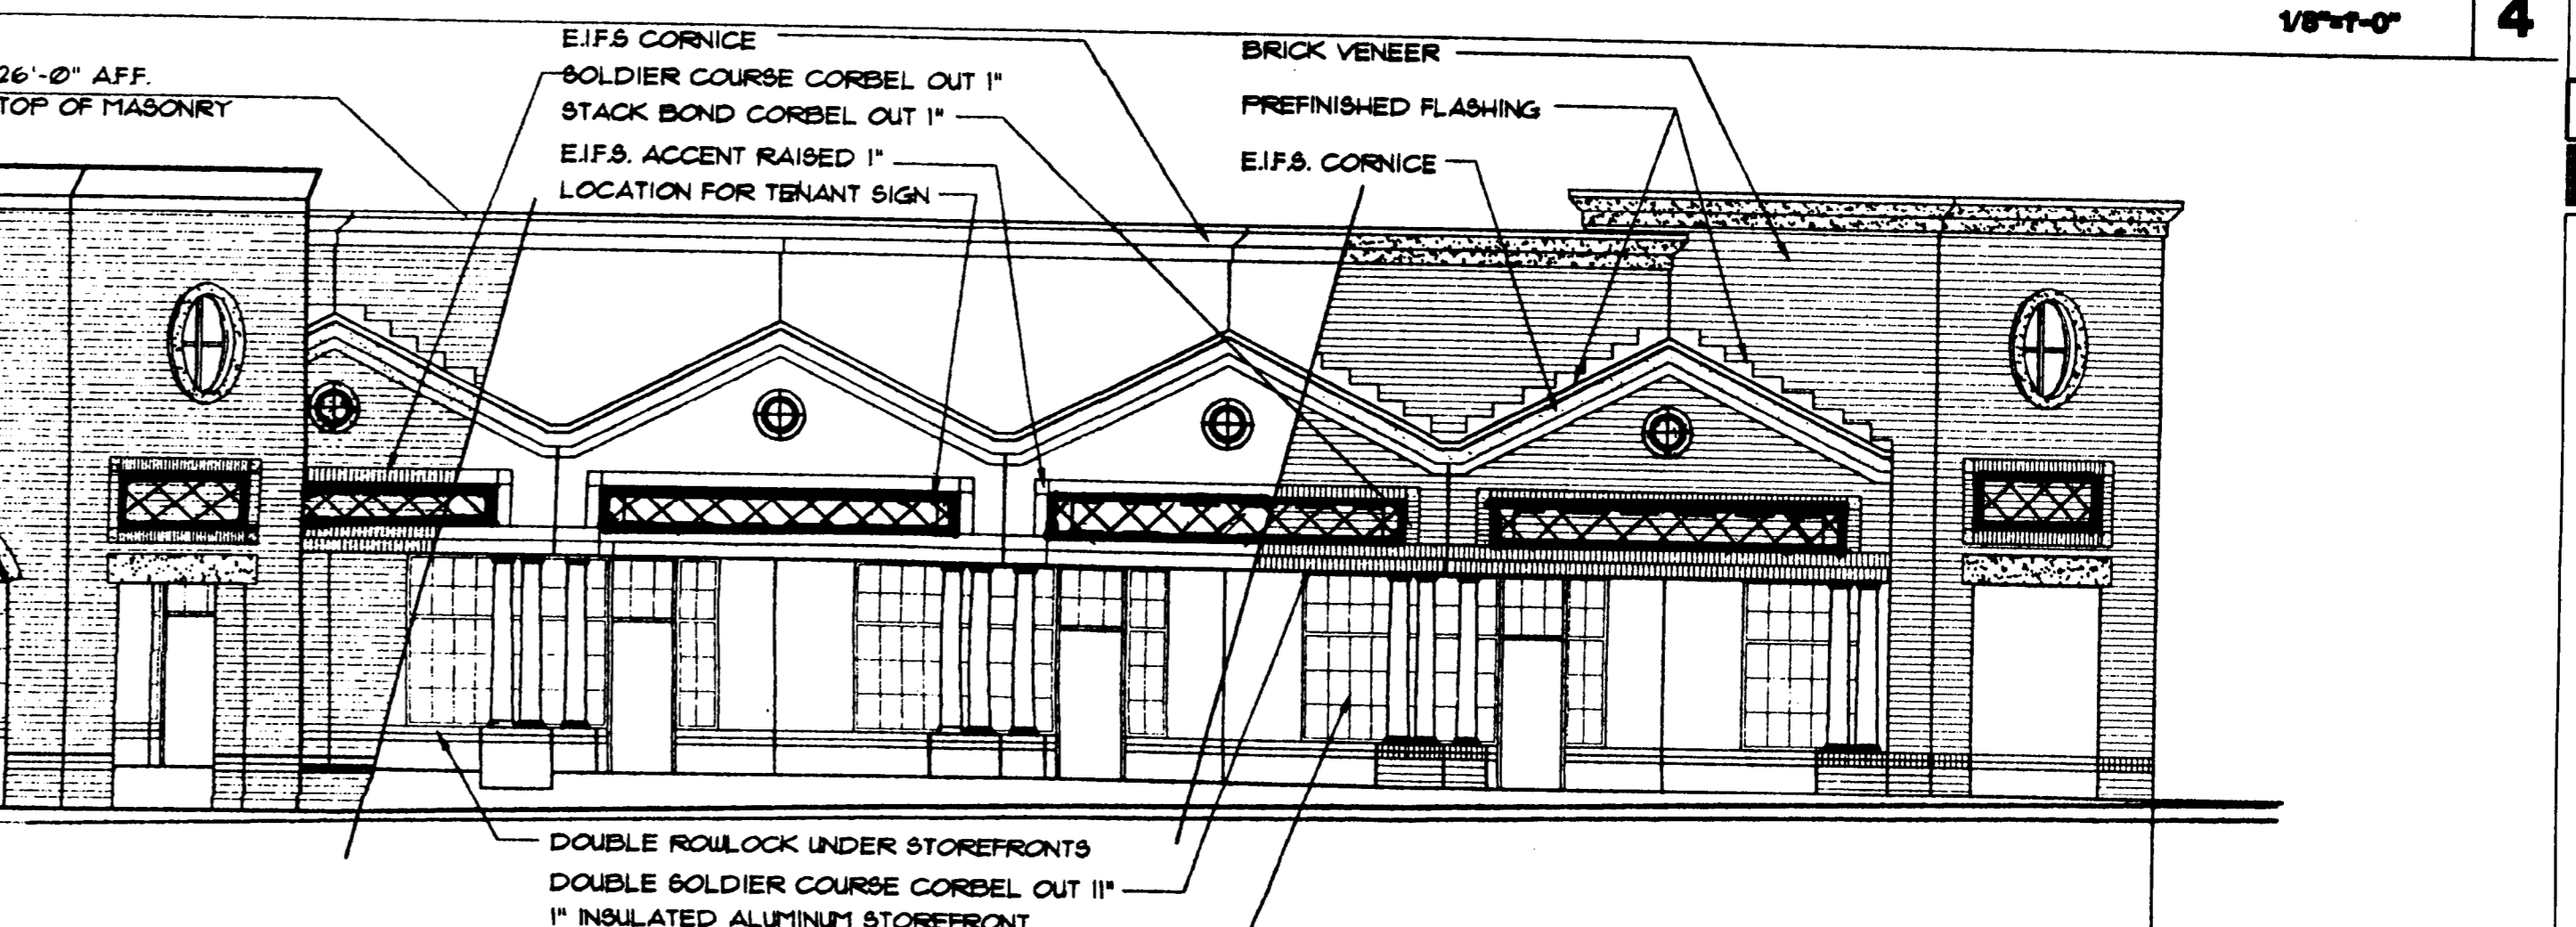 1/8"=1'-0"
4
26'-0" A.F.F.
TOP OF MASONRY
E.I.F.S CORNICE
SOLDIER COURSE CORBEL OUT 1"
STACK BOND CORBEL OUT 1"
E.I.F.S. ACCENT RAISED 1"
LOCATION FOR TENANT SIGN
BRICK VENEER
PREFINISHED FLASHING
E.I.F.S. CORNICE
DOUBLE ROWLOCK UNDER STOREFRONTS
DOUBLE SOLDIER COURSE CORBEL OUT 11"
1" INSULATED ALUMINUM STOREFRONT